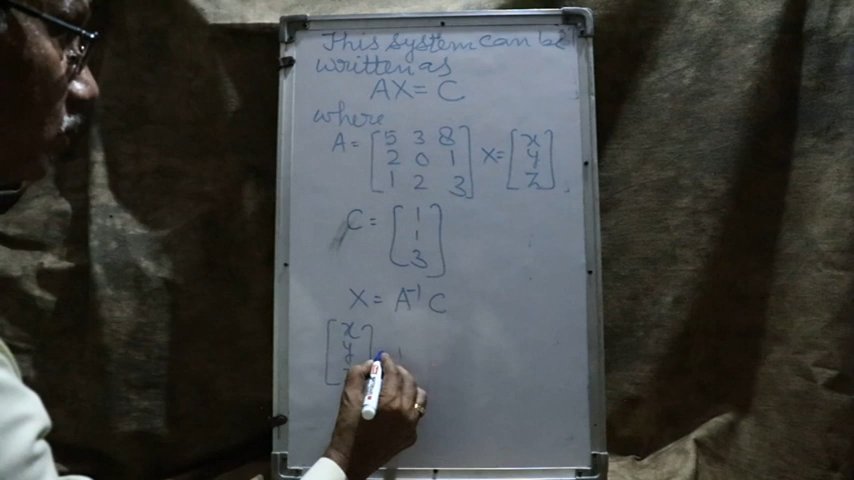 This system can be
written as
AX = C
where
A = [5 3 8
2 0 1
1 2 3] X = [x
y
z],
C = [1
1
3]
X = A⁻¹ C
[x
y